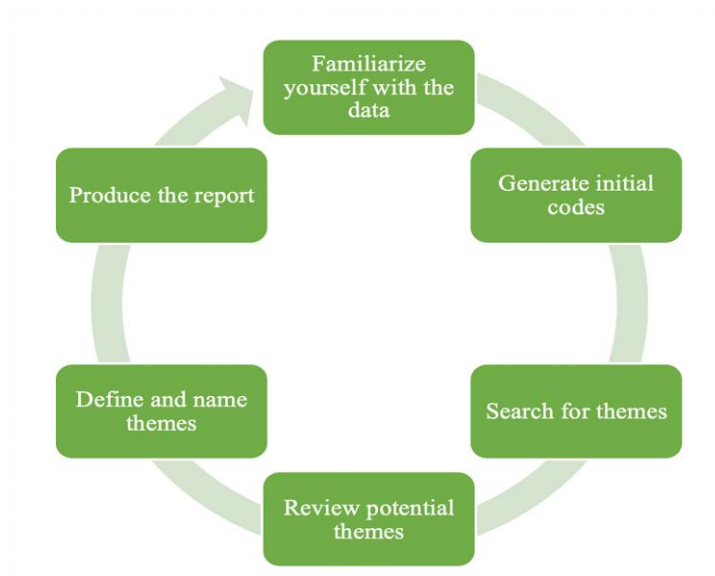 Familiarize
yourself with the
data
Generate initial
codes
Search for themes
Review potential
themes
Define and name
themes
Produce the report